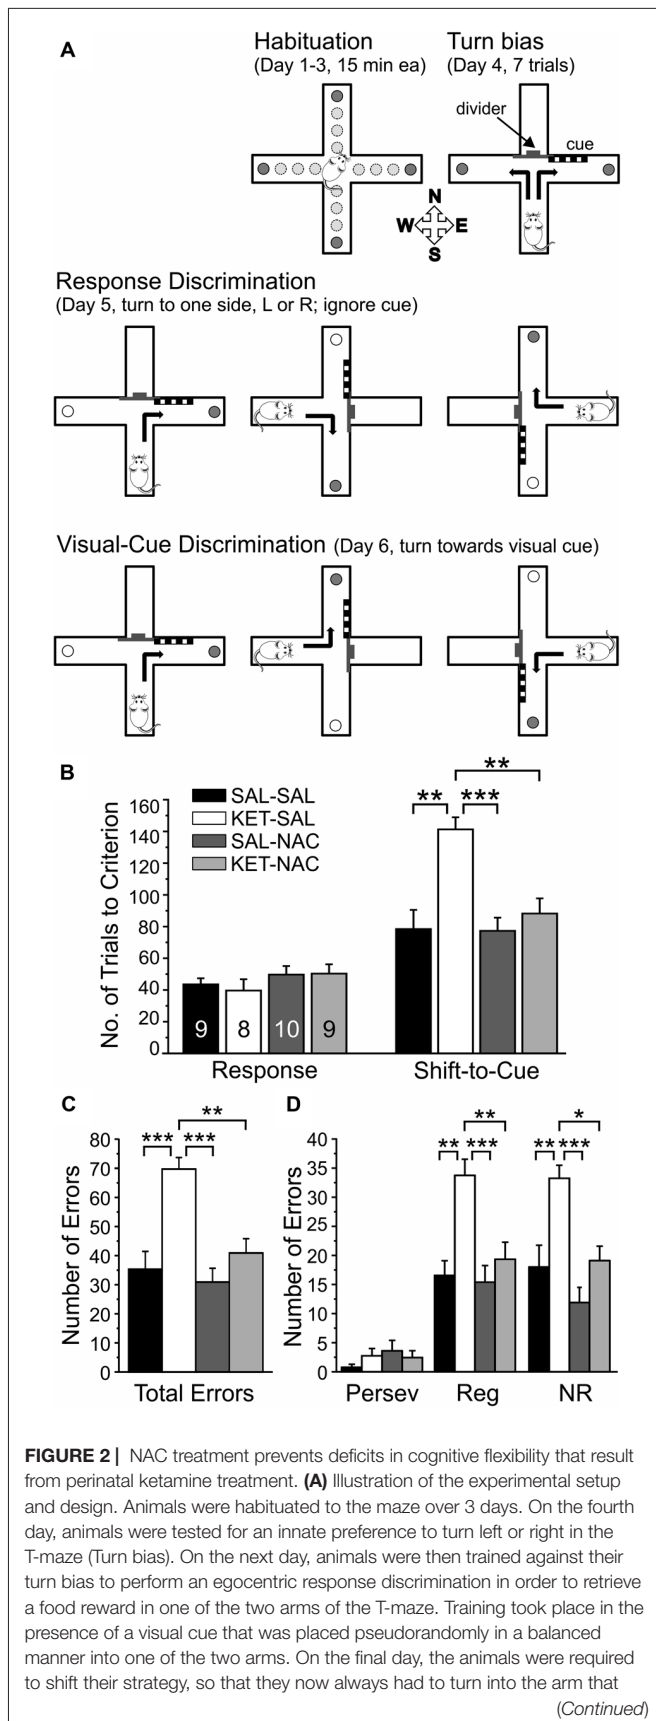 A
Habituation
(Day 1-3, 15 min ea)
Turn bias
(Day 4, 7 trials)
divider
cue
N
W E
S
Response Discrimination
(Day 5, turn to one side, L or R; ignore cue)
Visual-Cue Discrimination (Day 6, turn towards visual cue)
B
No. of Trials to Criterion
160
140
120
100
80
60
40
20
0
SAL-SAL
KET-SAL
SAL-NAC
KET-NAC
** *** **
9 8 10 9
Response Shift-to-Cue
C
Number of Errors
80
70
60
50
40
30
20
10
0
*** *** **
Total Errors
D
Number of Errors
40
35
30
25
20
15
10
5
0
** *** **
** *** *
Persev Reg NR
FIGURE 2 | NAC treatment prevents deficits in cognitive flexibility that result
from perinatal ketamine treatment. (A) Illustration of the experimental setup
and design. Animals were habituated to the maze over 3 days. On the fourth
day, animals were tested for an innate preference to turn left or right in the
T-maze (Turn bias). On the next day, animals were then trained against their
turn bias to perform an egocentric response discrimination in order to retrieve
a food reward in one of the two arms of the T-maze. Training took place in the
presence of a visual cue that was placed pseudorandomly in a balanced
manner into one of the two arms. On the final day, the animals were required
to shift their strategy, so that they now always had to turn into the arm that
(Continued)